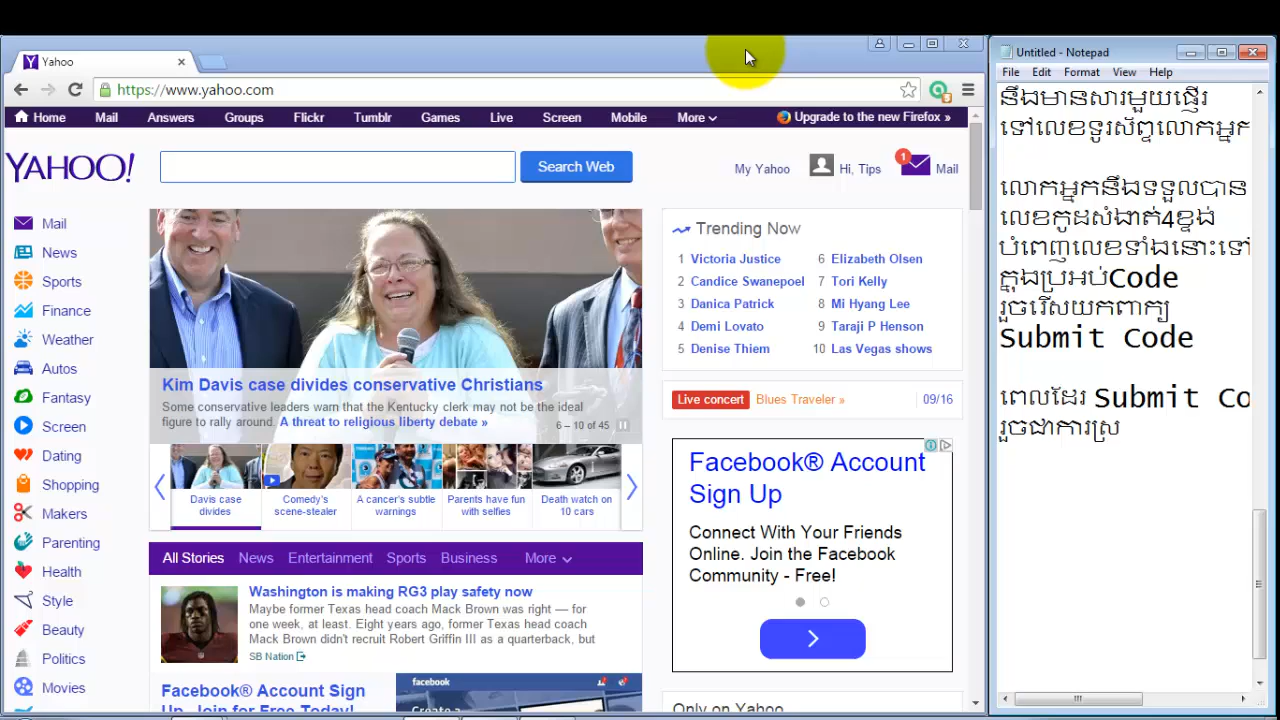 Yahoo
https://www.yahoo.com
Home Mail Answers Groups Flickr Tumblr Games Live Screen Mobile More Upgrade to the new Firefox »
YAHOO!
Search Web
My Yahoo Hi, Tips 1 Mail
Mail
News
Sports
Finance
Weather
Autos
Fantasy
Screen
Dating
Shopping
Makers
Parenting
Health
Style
Beauty
Politics
Movies
Kim Davis case divides conservative Christians
Some conservative leaders warn that the Kentucky clerk may not be the ideal
figure to rally around. A threat to religious liberty debate »
6 – 10 of 45
Davis case
divides
Comedy's
scene-stealer
A cancer's subtle
warnings
Parents have fun
with selfies
Death watch on
10 cars
All Stories News Entertainment Sports Business More
Washington is making RG3 play safety now
Maybe former Texas head coach Mack Brown was right — for
one week, at least. Eight years ago, former Texas head coach
Mack Brown didn't recruit Robert Griffin III as a quarterback, but
SB Nation
Facebook® Account Sign
Up. Join for Free Today!
facebook
Create a
Trending Now
1 Victoria Justice
2 Candice Swanepoel
3 Danica Patrick
4 Demi Lovato
5 Denise Thiem
6 Elizabeth Olsen
7 Tori Kelly
8 Mi Hyang Lee
9 Taraji P Henson
10 Las Vegas shows
Live concert Blues Traveler » 09/16
Facebook® Account
Sign Up
Connect With Your Friends
Online. Join the Facebook
Community - Free!
Only on Yahoo
Untitled - Notepad
File Edit Format View Help
នឹងមានសារមួយផ្ញើរ
ទៅលេខទូរស័ព្ទលោកអ្នក
លោកអ្នកនឹងទទួលបាន
លេខកូដសំងាត់4ខ្ទង់
បំពេញលេខទាំងនោះទៅ
ក្នុងប្រអប់Code
រួចរើសយកពាក្យ
Submit Code
ពេលដែរ Submit Co
រួចជាការស្រ